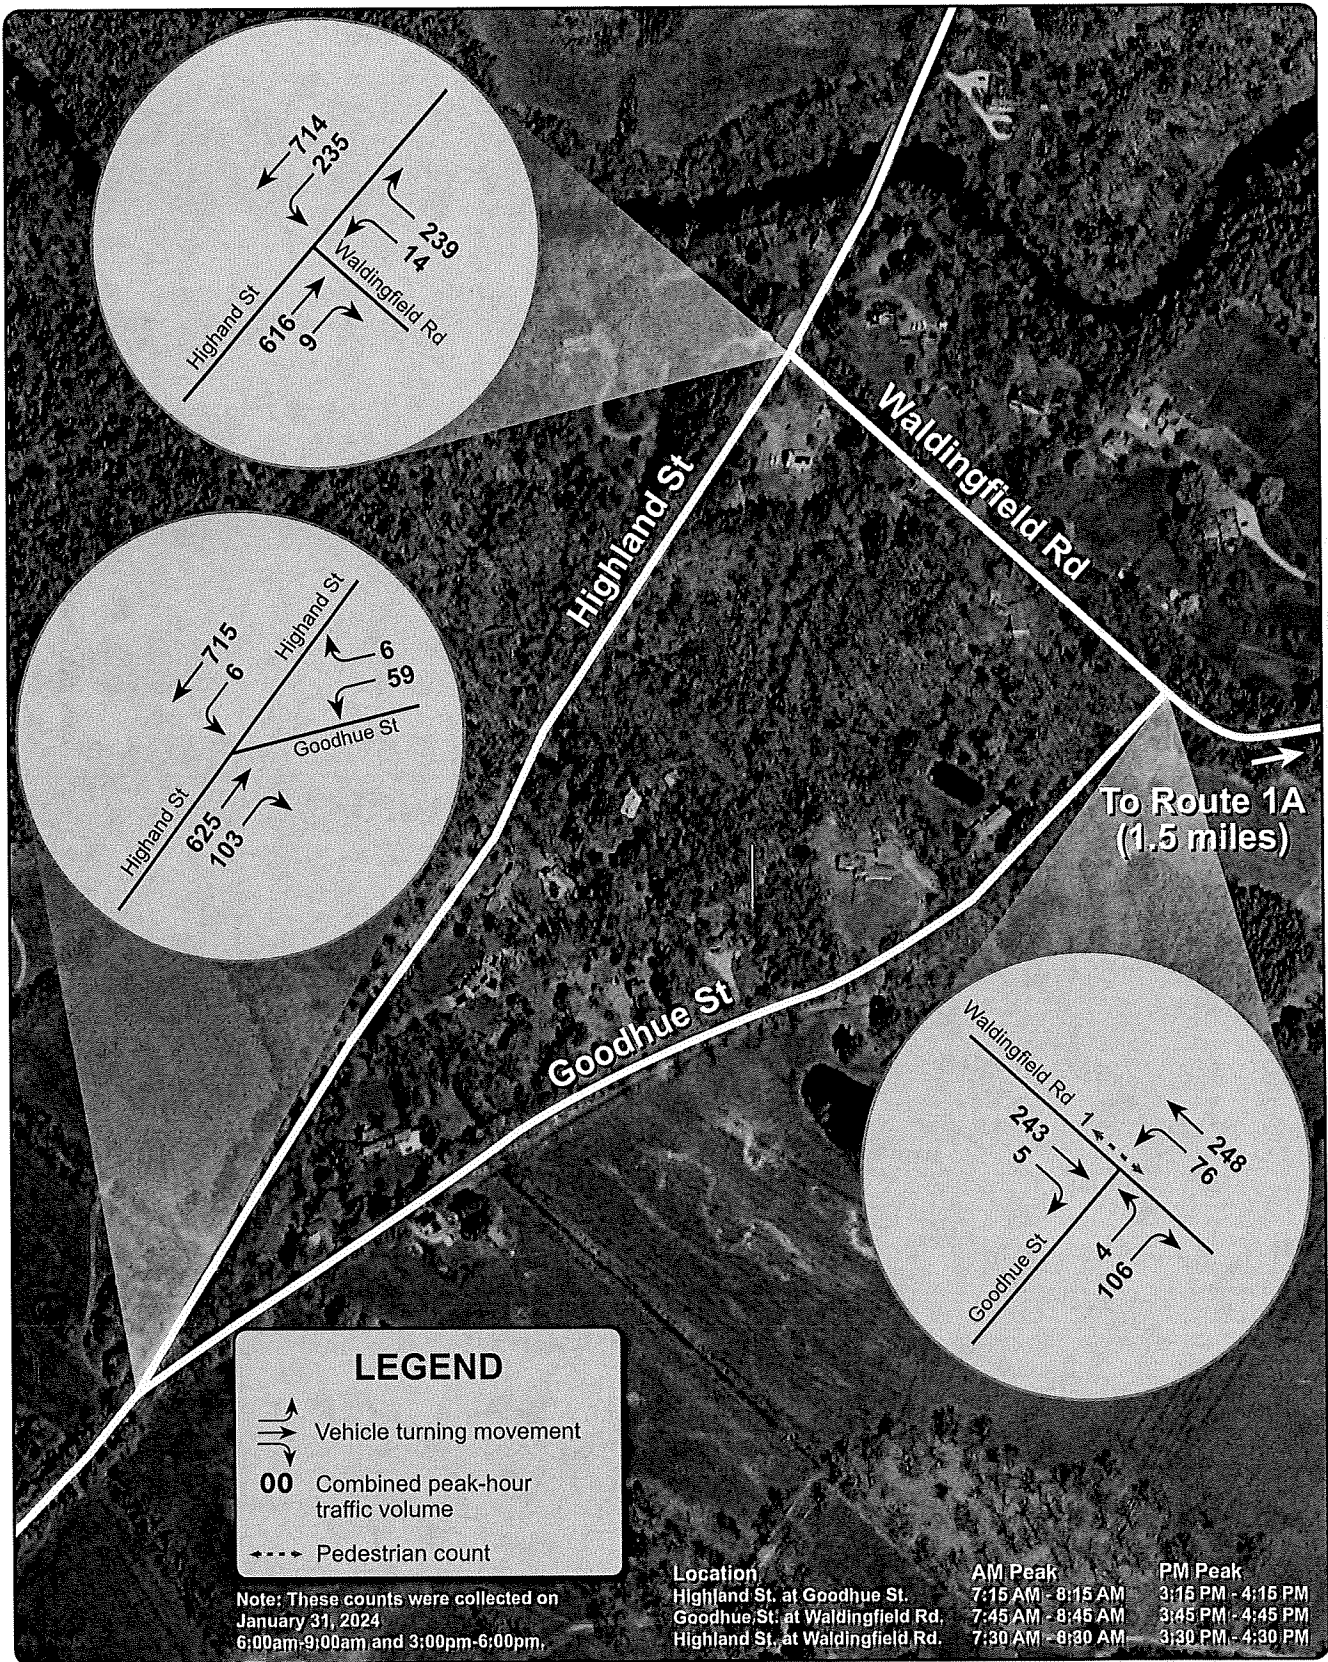 714
235
239
14
Waldingfield Rd
Highand St
616
9
Highland St
Waldingfield Rd
715
6
Highand St
6
59
Goodhue St
Highand St
625
103
To Route 1A
(1.5 miles)
Goodhue St
Waldingfield Rd
1
243
5
248
76
4
106
Goodhue St
LEGEND
Vehicle turning movement
00 Combined peak-hour
traffic volume
Pedestrian count
Note: These counts were collected on
January 31, 2024
6:00am-9:00am and 3:00pm-6:00pm,
Location AM Peak PM Peak
Highland St. at Goodhue St. 7:15 AM - 8:15 AM 3:15 PM - 4:15 PM
Goodhue St. at Waldingfield Rd. 7:45 AM - 8:45 AM 3:45 PM - 4:45 PM
Highland St. at Waldingfield Rd. 7:30 AM - 8:30 AM 3:30 PM - 4:30 PM